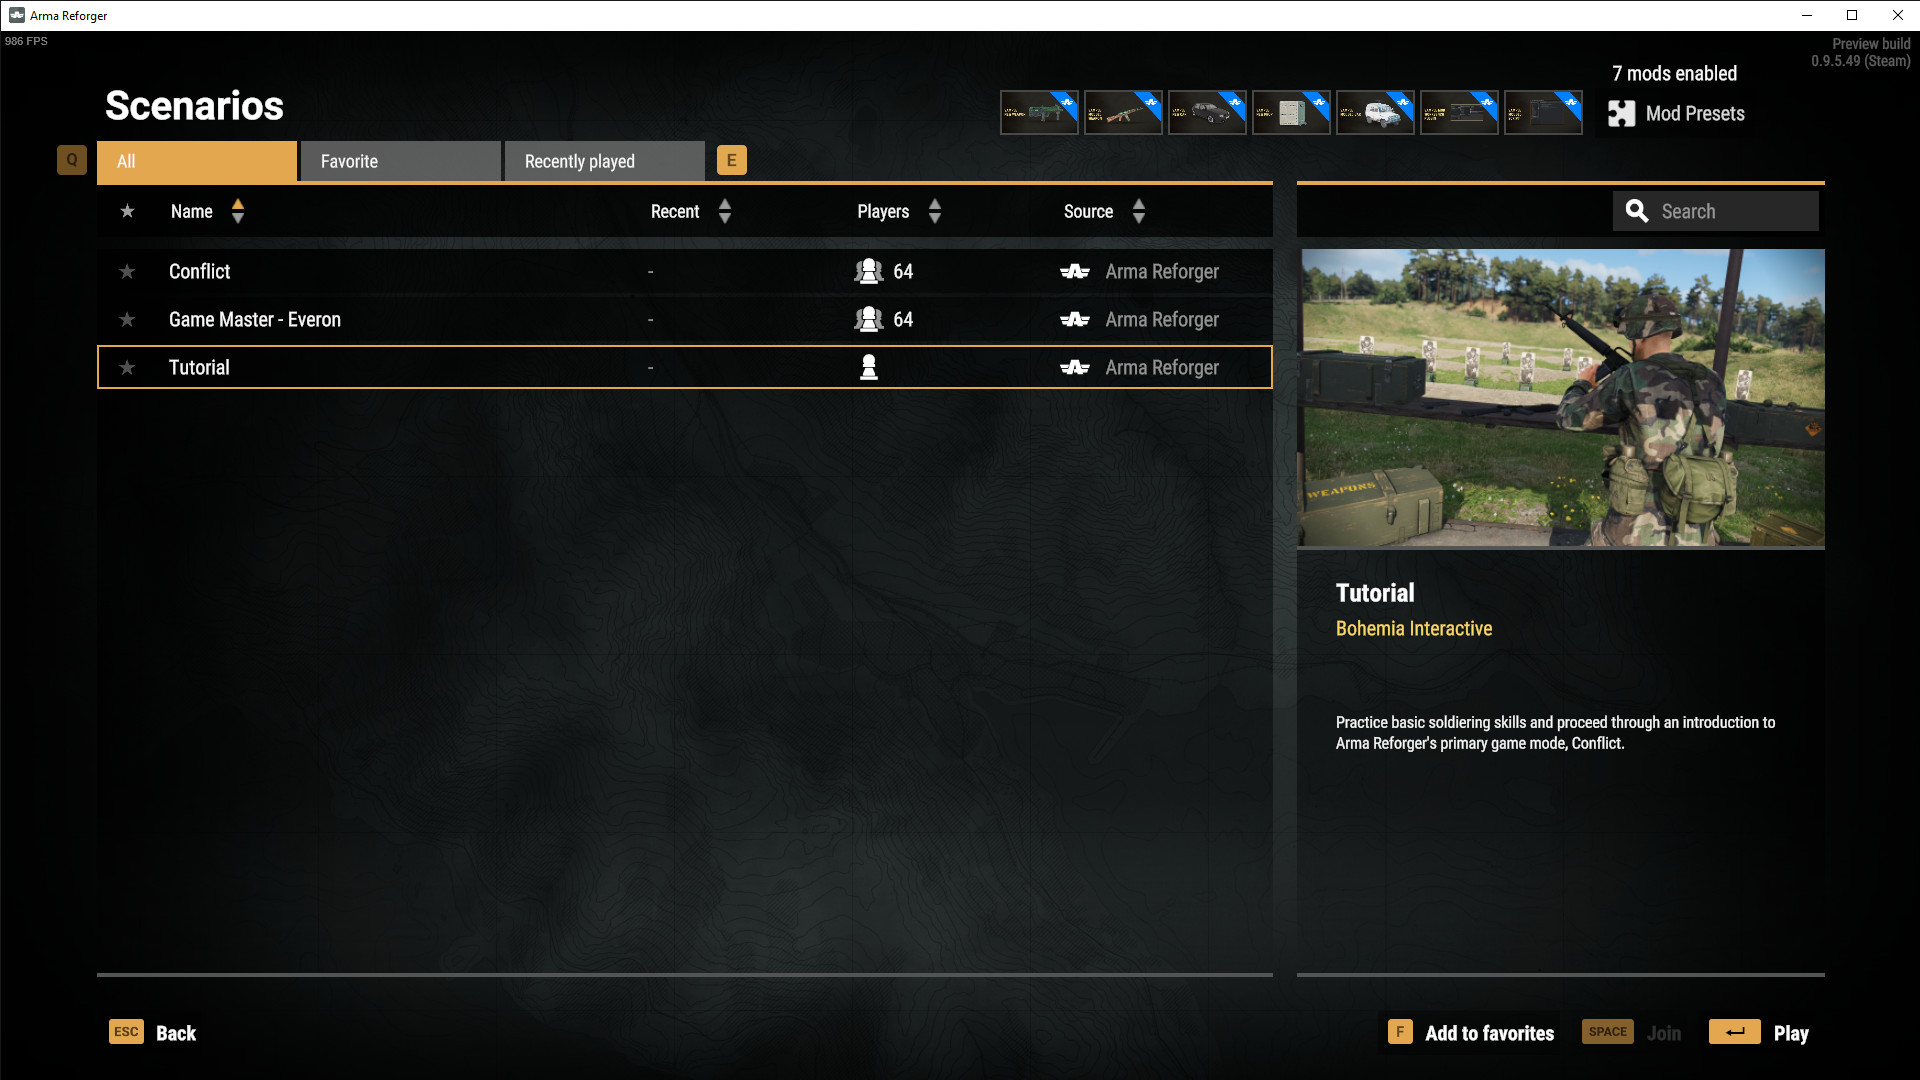 Arma Reforger
986 FPS
Preview build
0.9.5.49 (Steam)
7 mods enabled
Mod Presets
Scenarios
Q
All
Favorite
Recently played
E
Name
Recent
Players
Source
Search
Conflict
-
64
Arma Reforger
Game Master - Everon
-
64
Arma Reforger
Tutorial
-
Arma Reforger
WEAPONS
Tutorial
Bohemia Interactive
Practice basic soldiering skills and proceed through an introduction to
Arma Reforger's primary game mode, Conflict.
ESC
Back
F
Add to favorites
SPACE
Join
Play